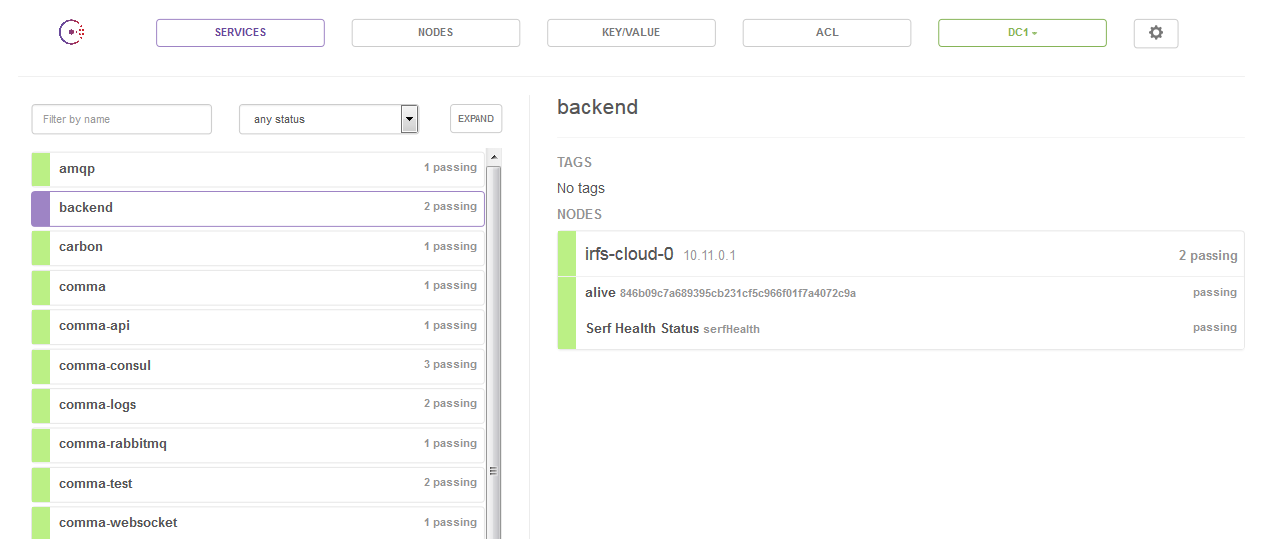 SERVICES NODES KEY/VALUE ACL DC1
Filter by name any status EXPAND
amqp 1 passing
backend 2 passing
carbon 1 passing
comma 1 passing
comma-api 1 passing
comma-consul 3 passing
comma-logs 2 passing
comma-rabbitmq 1 passing
comma-test 2 passing
comma-websocket 1 passing
backend
TAGS
No tags
NODES
irfs-cloud-0 10.11.0.1 2 passing
alive 846b09c7a689395cb231cf5c966f01f7a4072c9a passing
Serf Health Status serfHealth passing